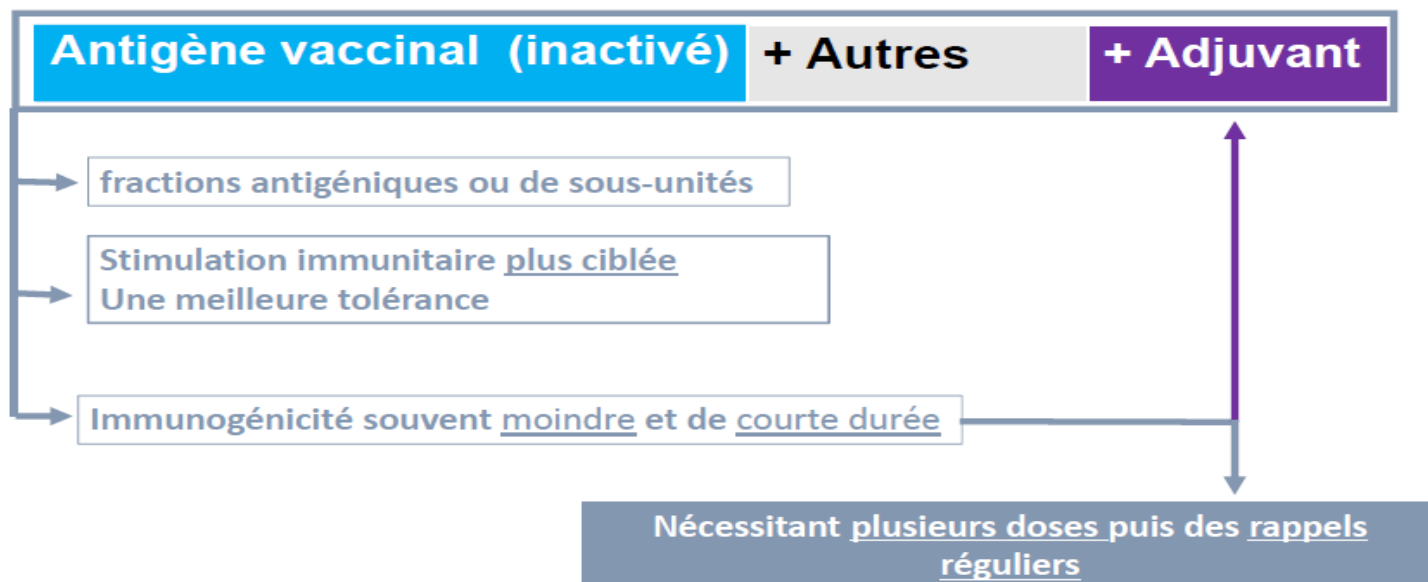 Antigène vaccinal (inactivé)
+ Autres
+ Adjuvant
fractions antigéniques ou de sous-unités
Stimulation immunitaire plus ciblée
Une meilleure tolérance
Immunogénicité souvent moindre et de courte durée
Nécessitant plusieurs doses puis des rappels
réguliers